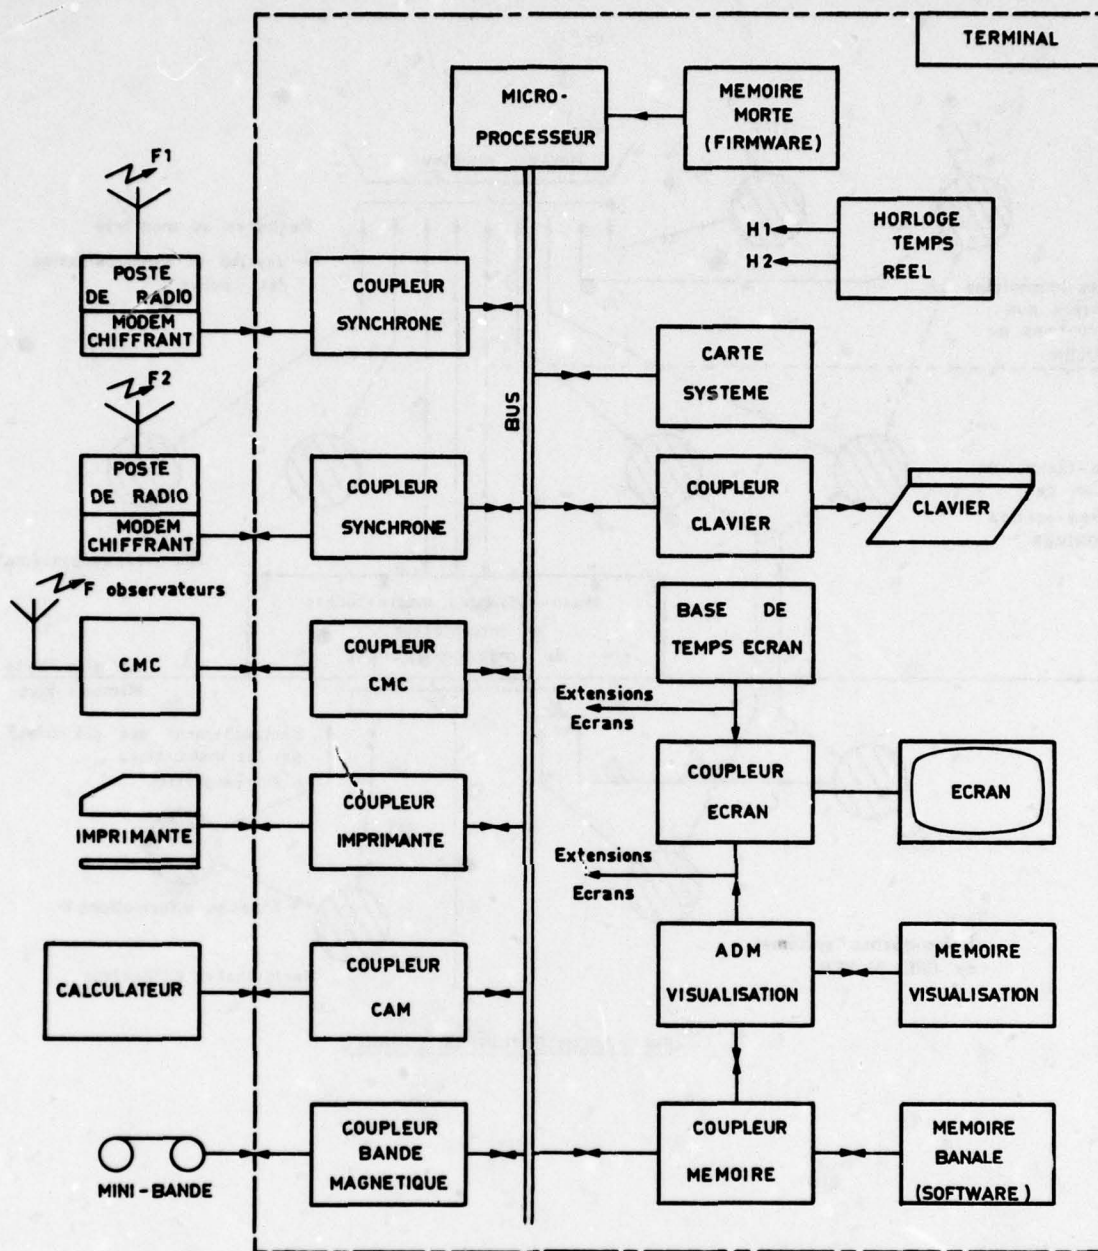 TERMINAL
MICRO-
PROCESSEUR
MEMOIRE
MORTE
(FIRMWARE)
F1
H1
H2
HORLOGE
TEMPS
REEL
POSTE
DE RADIO
MODEM
CHIFFRANT
COUPLEUR
SYNCHRONE
CARTE
SYSTEME
BUS
F2
POSTE
DE RADIO
MODEM
CHIFFRANT
COUPLEUR
SYNCHRONE
COUPLEUR
CLAVIER
CLAVIER
F observateurs
CMC
COUPLEUR
CMC
BASE DE
TEMPS ECRAN
Extensions
Ecrans
COUPLEUR
ECRAN
ECRAN
IMPRIMANTE
COUPLEUR
IMPRIMANTE
Extensions
Ecrans
CALCULATEUR
COUPLEUR
CAM
ADM
VISUALISATION
MEMOIRE
VISUALISATION
MINI-BANDE
COUPLEUR
BANDE
MAGNETIQUE
COUPLEUR
MEMOIRE
MEMOIRE
BANALE
(SOFTWARE)